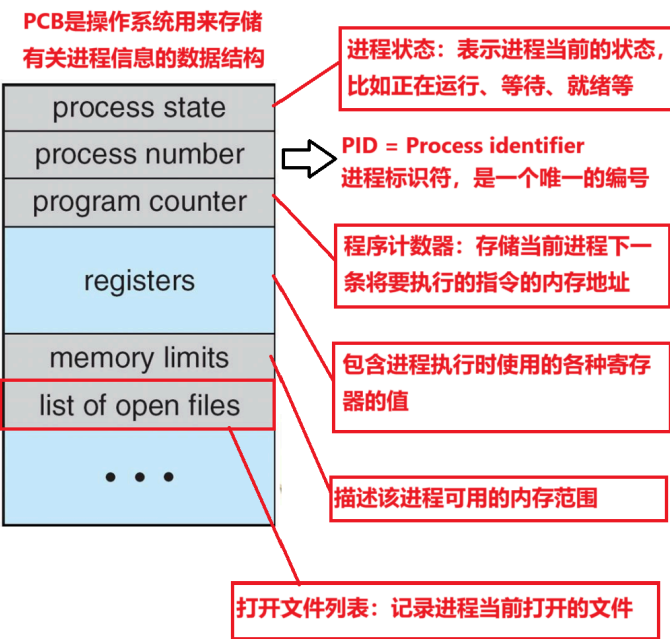 PCB是操作系统用来存储
有关进程信息的数据结构
process state
process number
program counter
registers
memory limits
list of open files
• • •
进程状态：表示进程当前的状态，
比如正在运行、等待、就绪等
PID = Process identifier
进程标识符，是一个唯一的编号
程序计数器：存储当前进程下一
条将要执行的指令的内存地址
包含进程执行时使用的各种寄存
器的值
描述该进程可用的内存范围
打开文件列表：记录进程当前打开的文件